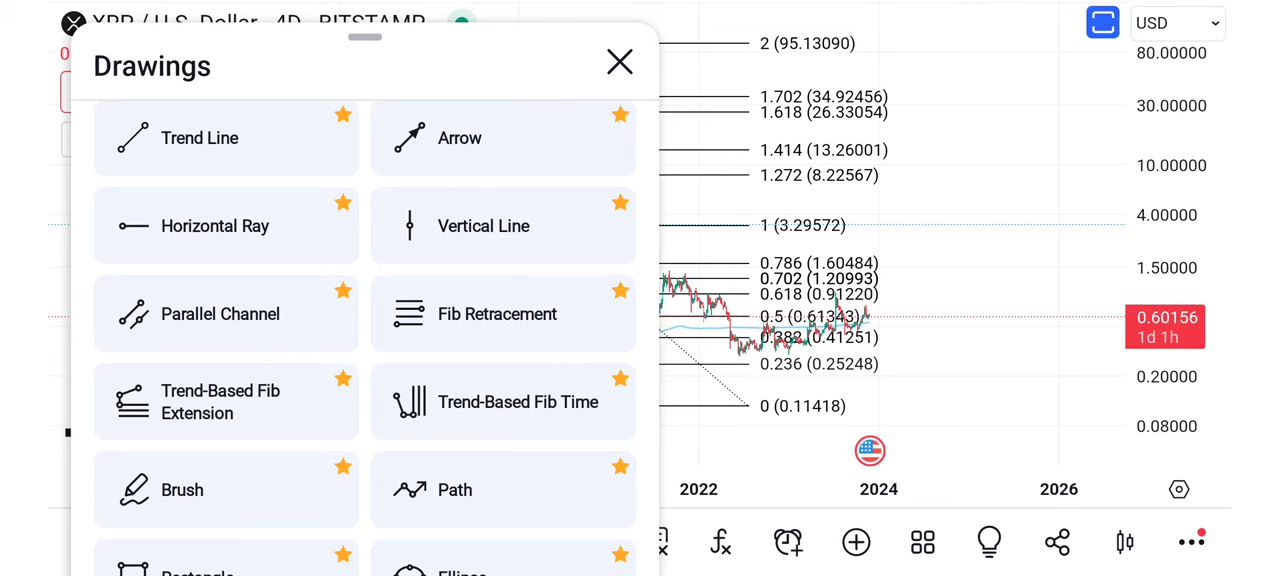 XRP / U.S. Dollar · 4D · BITSTAMP
USD
Drawings
Trend Line
Arrow
Horizontal Ray
Vertical Line
Parallel Channel
Fib Retracement
Trend-Based Fib
Extension
Trend-Based Fib Time
Brush
Path
Rectangle
Ellipse
2 (95.13090)
1.702 (34.92456)
1.618 (26.33054)
1.414 (13.26001)
1.272 (8.22567)
1 (3.29572)
0.786 (1.60484)
0.702 (1.20993)
0.618 (0.91220)
0.5 (0.61343)
0.382 (0.41251)
0.236 (0.25248)
0 (0.11418)
80.00000
30.00000
10.00000
4.00000
1.50000
0.60156
1d 1h
0.20000
0.08000
2022
2024
2026